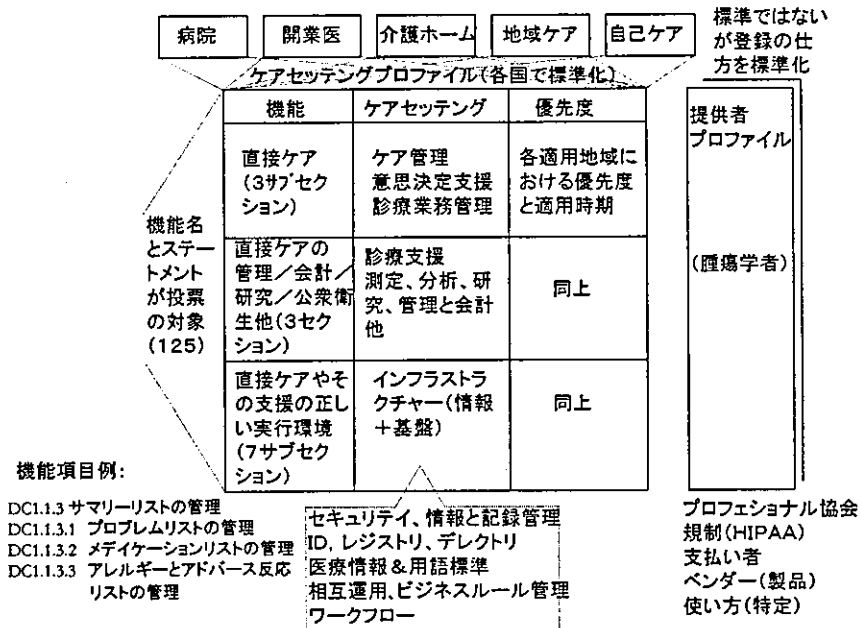 病院
開業医
介護ホーム
地域ケア
自己ケア
標準ではない
が登録の仕
方を標準化
ケアセッテングプロファイル(各国で標準化)
機能
ケアセッテング
優先度
直接ケア
(3サブセク
ション)
ケア管理
意思決定支援
診療業務管理
各適用地域に
おける優先度
と適用時期
機能名
とステー
トメント
が投票
の対象
(125)
直接ケアの
管理/会計/
研究/公衆衛
生他(3セク
ション)
診療支援
測定、分析、研
究、管理と会計
他
同上
直接ケアやそ
の支援の正し
い実行環境
(7サブセク
ション)
インフラストラ
クチャー(情報
+基盤)
同上
提供者
プロファイル
(腫瘍学者)
機能項目例:
DC1.1.3 サマリーリストの管理
DC1.1.3.1 プロブレムリストの管理
DC1.1.3.2 メデイケーションリストの管理
DC1.1.3.3 アレルギーとアドバース反応
リストの管理
セキュリテイ、情報と記録管理
ID, レジストリ、デレクトリ
医療情報&用語標準
相互運用、ビジネスルール管理
ワークフロー
プロフェショナル協会
規制(HIPAA)
支払い者
ベンダー(製品)
使い方(特定)